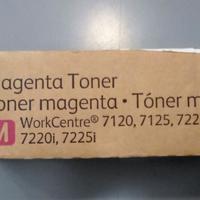 agenta Toner
oner magenta • Tóner m
M WorkCentre® 7120, 7125, 722
7220i, 7225i